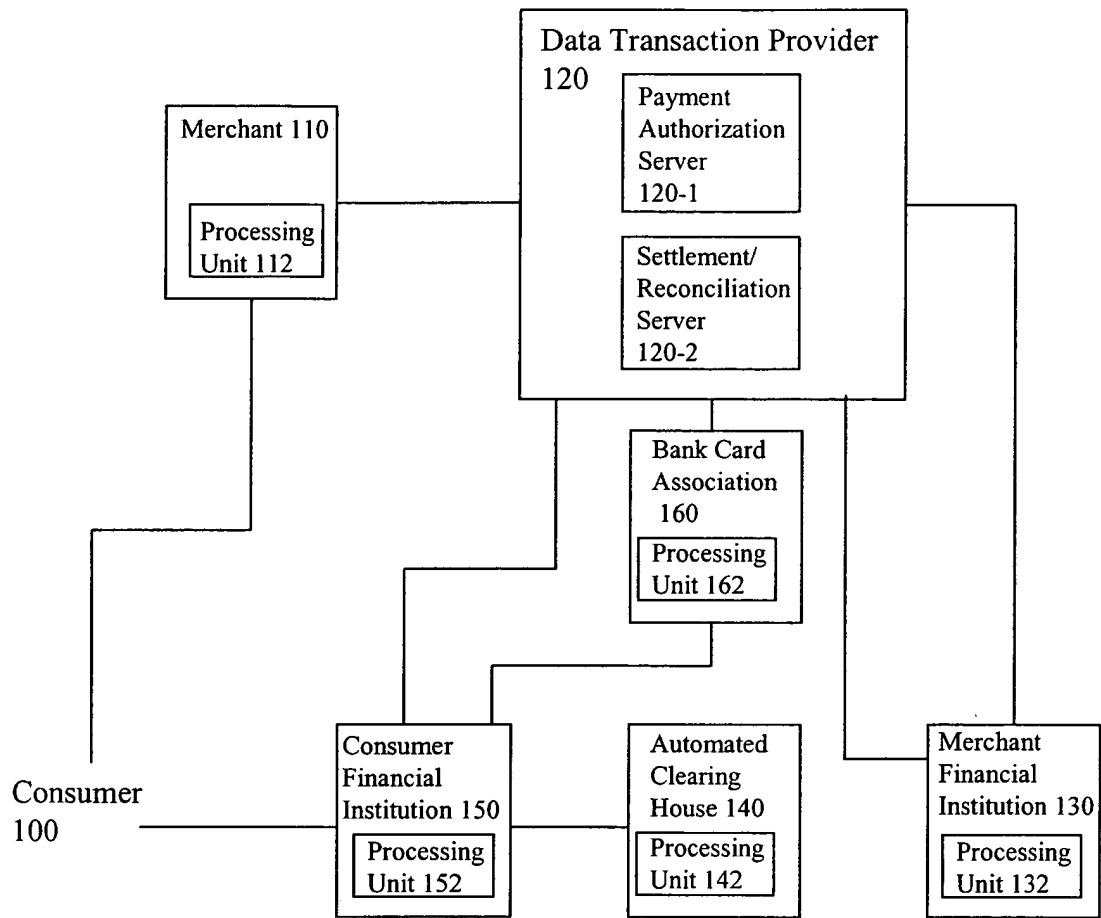 Data Transaction Provider
120
Payment
Authorization
Server
120-1
Settlement/
Reconciliation
Server
120-2
Merchant 110
Processing
Unit 112
Bank Card
Association
160
Processing
Unit 162
Consumer
100
Consumer
Financial
Institution 150
Processing
Unit 152
Automated
Clearing
House 140
Processing
Unit 142
Merchant
Financial
Institution 130
Processing
Unit 132